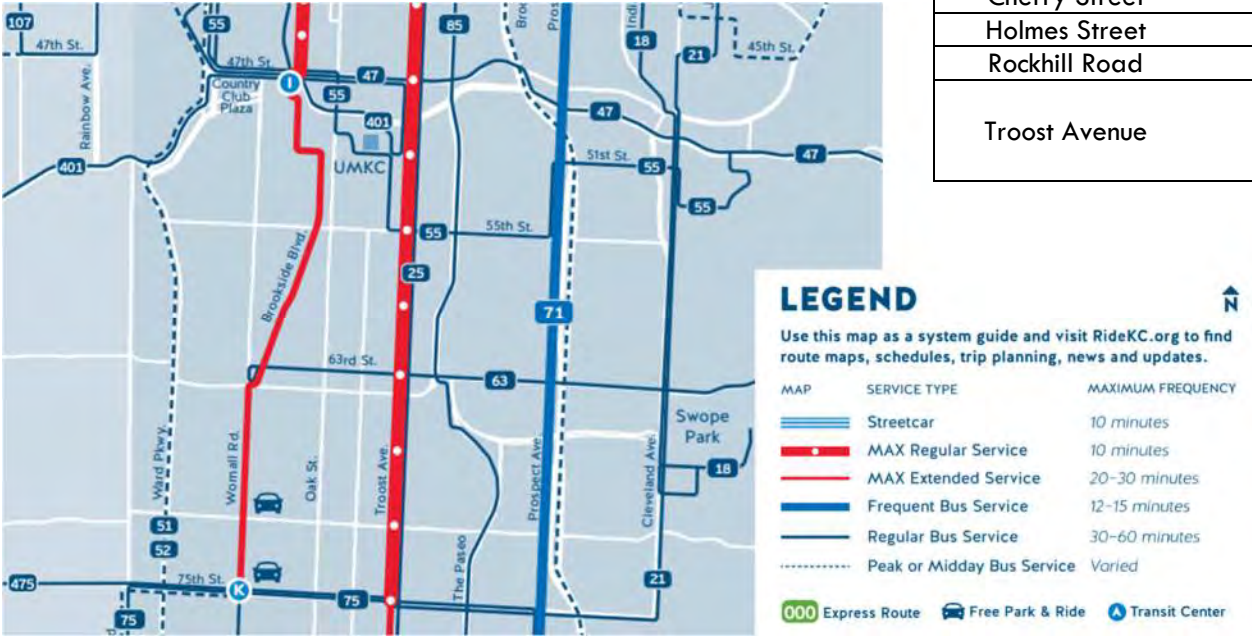 107
55
85
Pros
Indi
18
21
45th St.
47th St.
47th St.
Rainbow Ave.
Country
Club
Plaza
I
47
55
401
UMKC
47
51st St.
55
47
401
55
55
55th St.
Brookside Blvd.
25
71
63rd St.
63
Swope
Park
Ward Pkwy.
Wornall Rd.
Oak St.
Troost Ave.
The Paseo
Prospect Ave.
Cleveland Ave.
18
51
52
475
75th St.
K
75
75
21
Cherry Street
Holmes Street
Rockhill Road
Troost Avenue
LEGEND
N
Use this map as a system guide and visit RideKC.org to find
route maps, schedules, trip planning, news and updates.
MAP SERVICE TYPE MAXIMUM FREQUENCY
Streetcar 10 minutes
MAX Regular Service 10 minutes
MAX Extended Service 20-30 minutes
Frequent Bus Service 12-15 minutes
Regular Bus Service 30-60 minutes
Peak or Midday Bus Service Varied
000 Express Route Free Park & Ride A Transit Center